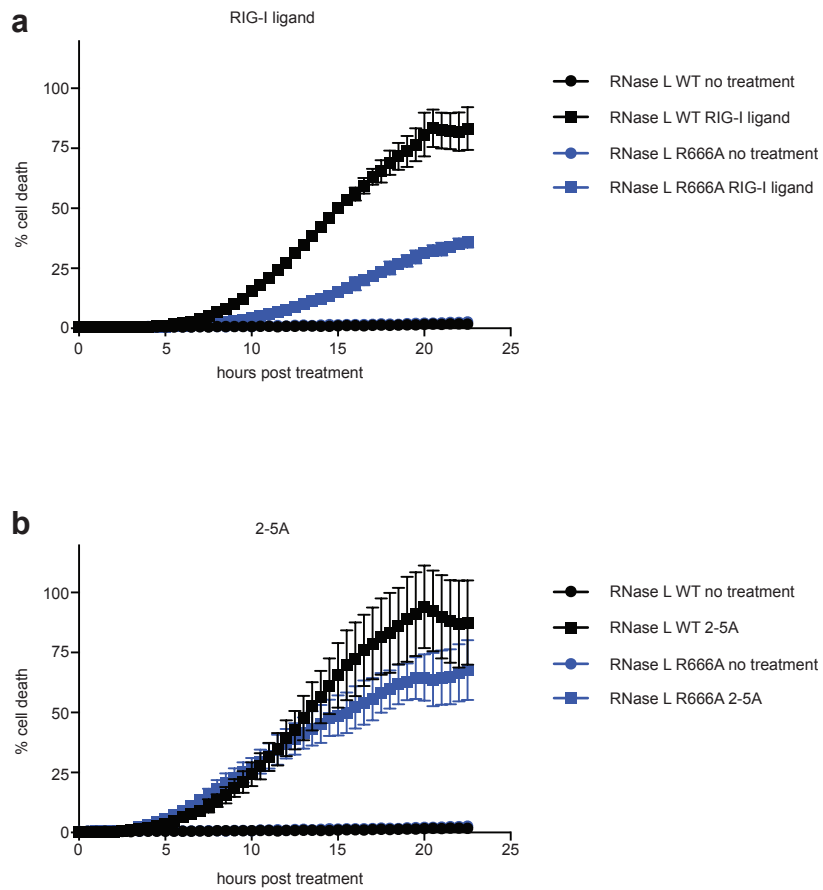 a
RIG-I ligand
100
75
50
25
0
% cell death
0 5 10 15 20 25
hours post treatment
RNase L WT no treatment
RNase L WT RIG-I ligand
RNase L R666A no treatment
RNase L R666A RIG-I ligand
b
2-5A
100
75
50
25
0
% cell death
0 5 10 15 20 25
hours post treatment
RNase L WT no treatment
RNase L WT 2-5A
RNase L R666A no treatment
RNase L R666A 2-5A